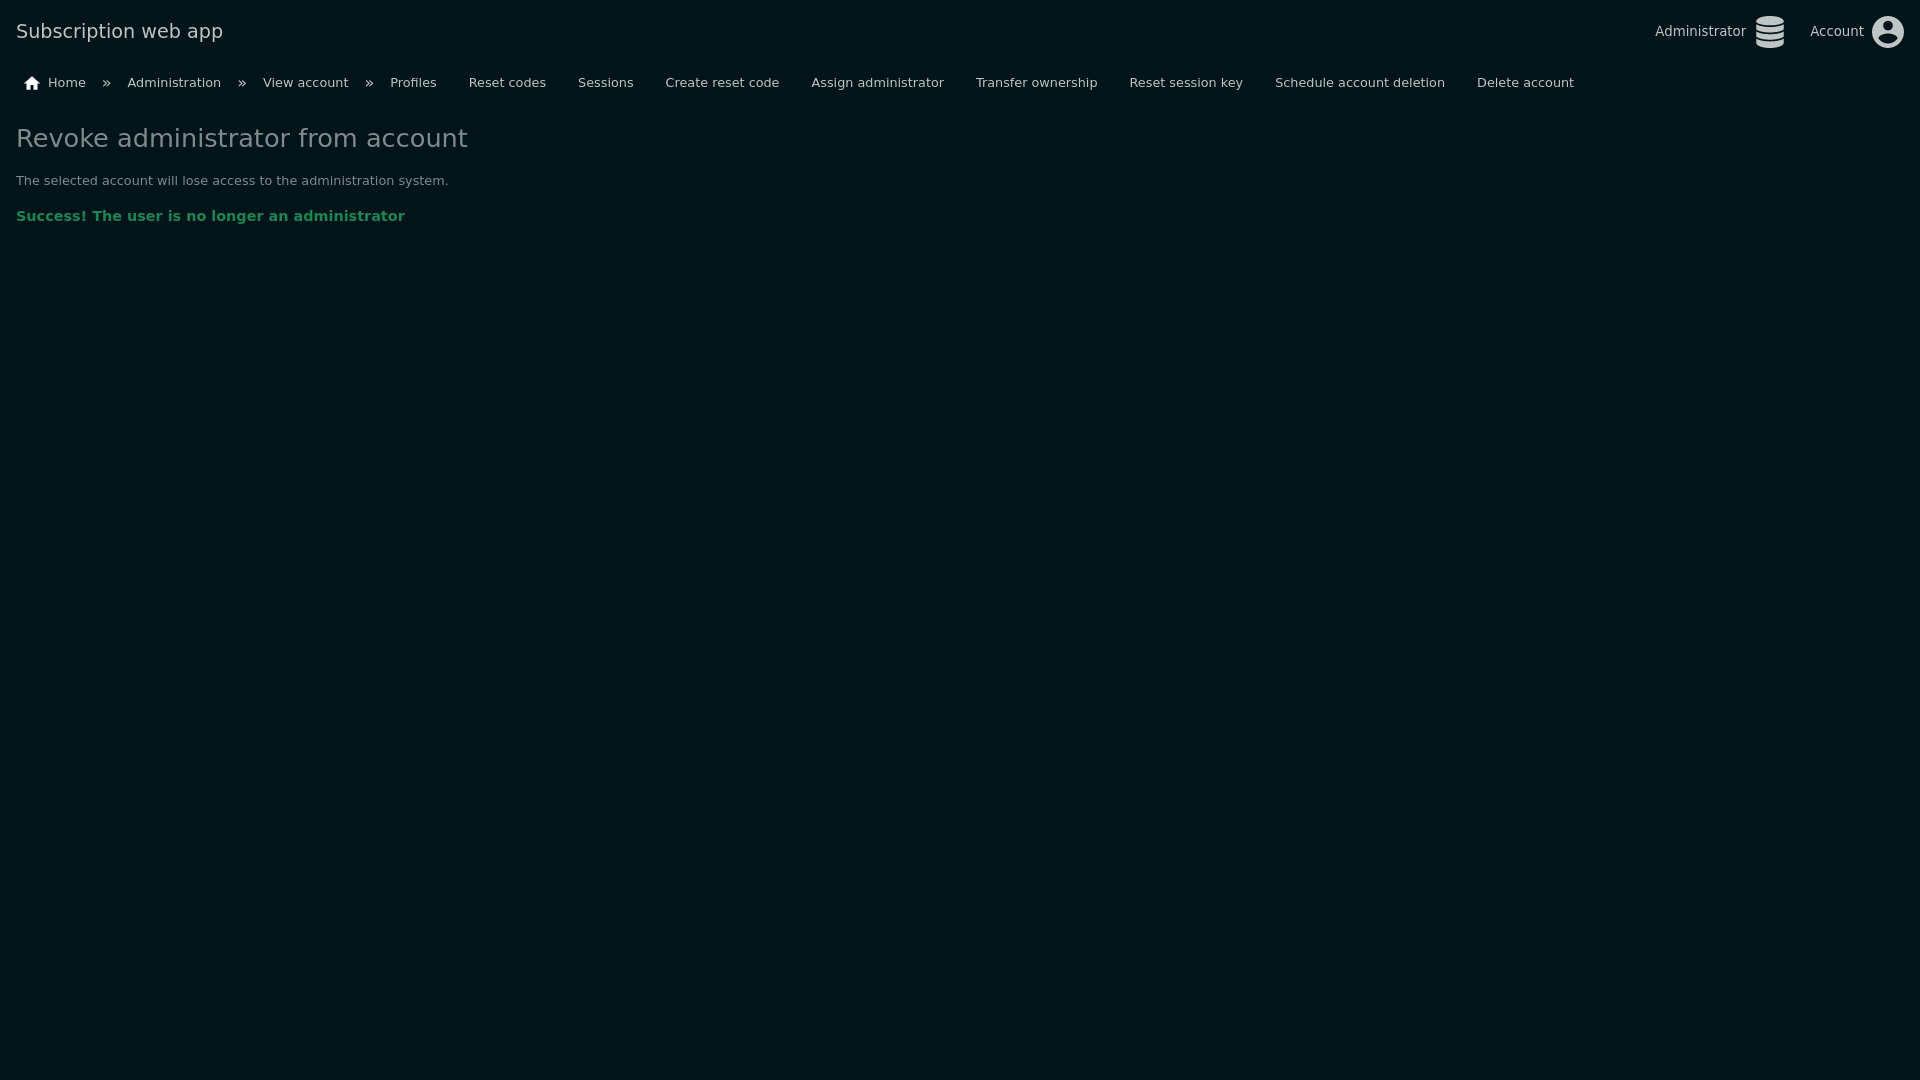 Subscription web app
Administrator
Account
Home » Administration » View account » Profiles Reset codes Sessions Create reset code Assign administrator Transfer ownership Reset session key Schedule account deletion Delete account
Revoke administrator from account
The selected account will lose access to the administration system.
Success! The user is no longer an administrator